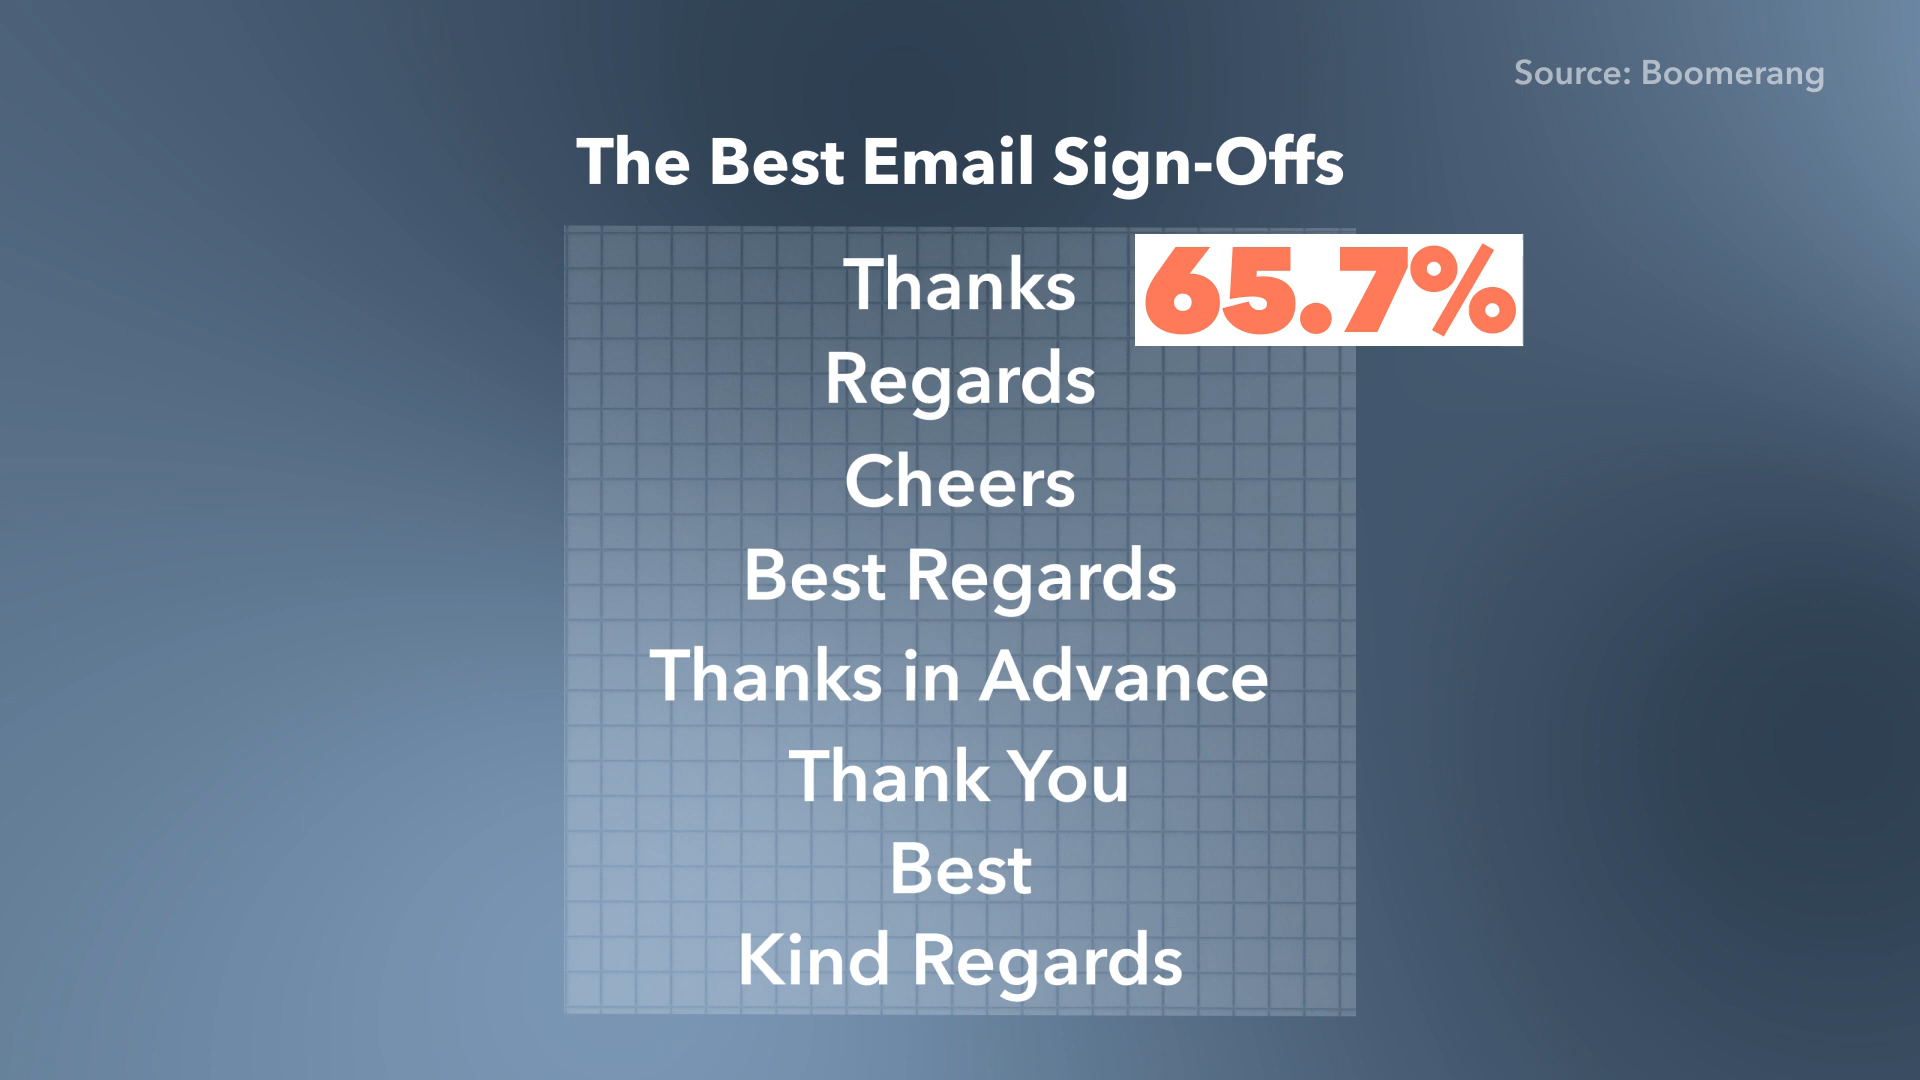 Source: Boomerang
The Best Email Sign-Offs
Thanks 65.7%
Regards
Cheers
Best Regards
Thanks in Advance
Thank You
Best
Kind Regards